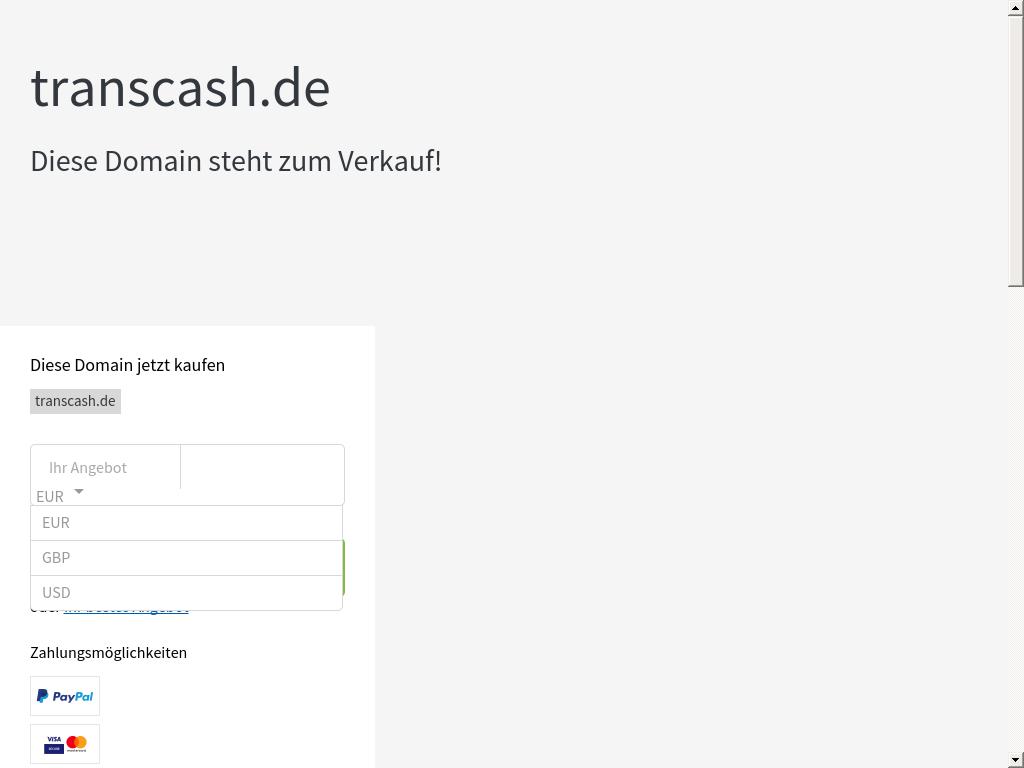 transcash.de
Diese Domain steht zum Verkauf!
Diese Domain jetzt kaufen
transcash.de
Ihr Angebot
EUR
EUR
GBP
USD
Zahlungsmöglichkeiten
PayPal
VISA
mastercard